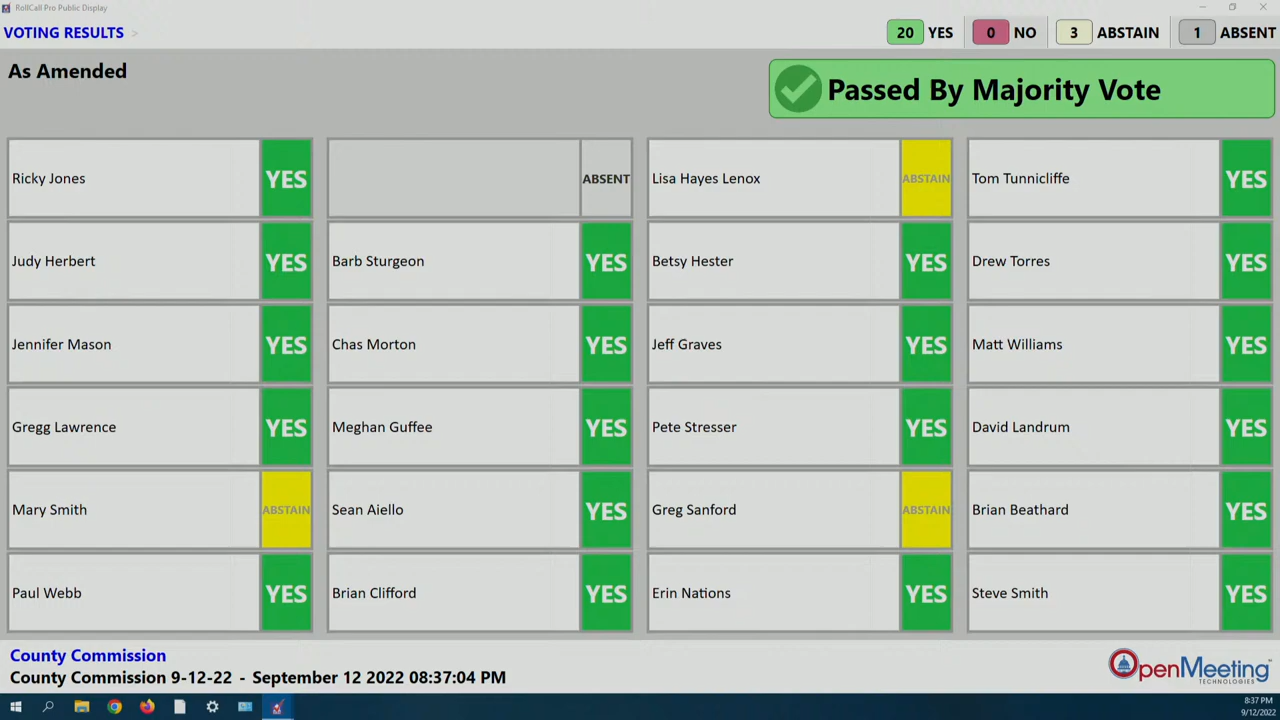 RollCall Pro Public Display
VOTING RESULTS >
20 YES 0 NO 3 ABSTAIN 1 ABSENT
As Amended
Passed By Majority Vote
Ricky Jones YES
ABSENT
Lisa Hayes Lenox ABSTAIN
Tom Tunnicliffe YES
Judy Herbert YES
Barb Sturgeon YES
Betsy Hester YES
Drew Torres YES
Jennifer Mason YES
Chas Morton YES
Jeff Graves YES
Matt Williams YES
Gregg Lawrence YES
Meghan Guffee YES
Pete Stresser YES
David Landrum YES
Mary Smith ABSTAIN
Sean Aiello YES
Greg Sanford ABSTAIN
Brian Beathard YES
Paul Webb YES
Brian Clifford YES
Erin Nations YES
Steve Smith YES
County Commission
County Commission 9-12-22 - September 12 2022 08:37:04 PM
OpenMeeting
TECHNOLOGIES
8:37 PM
9/12/2022